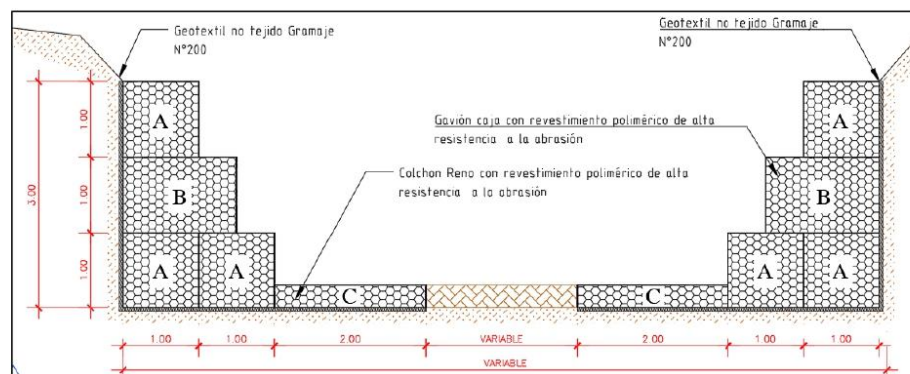 Geotextil no tejido Gramaje
N°200
Geotextil no tejido Gramaje
N°200
A
A
1.00
Gavión caja con revestimiento polimérico de alta
resistencia a la abrasión
Colchon Reno con revestimiento polimérico de alta
resistencia a la abrasión
3.00
1.00
B
B
1.00
A
A
A
A
C
C
1.00
1.00
2.00
VARIABLE
2.00
1.00
1.00
VARIABLE